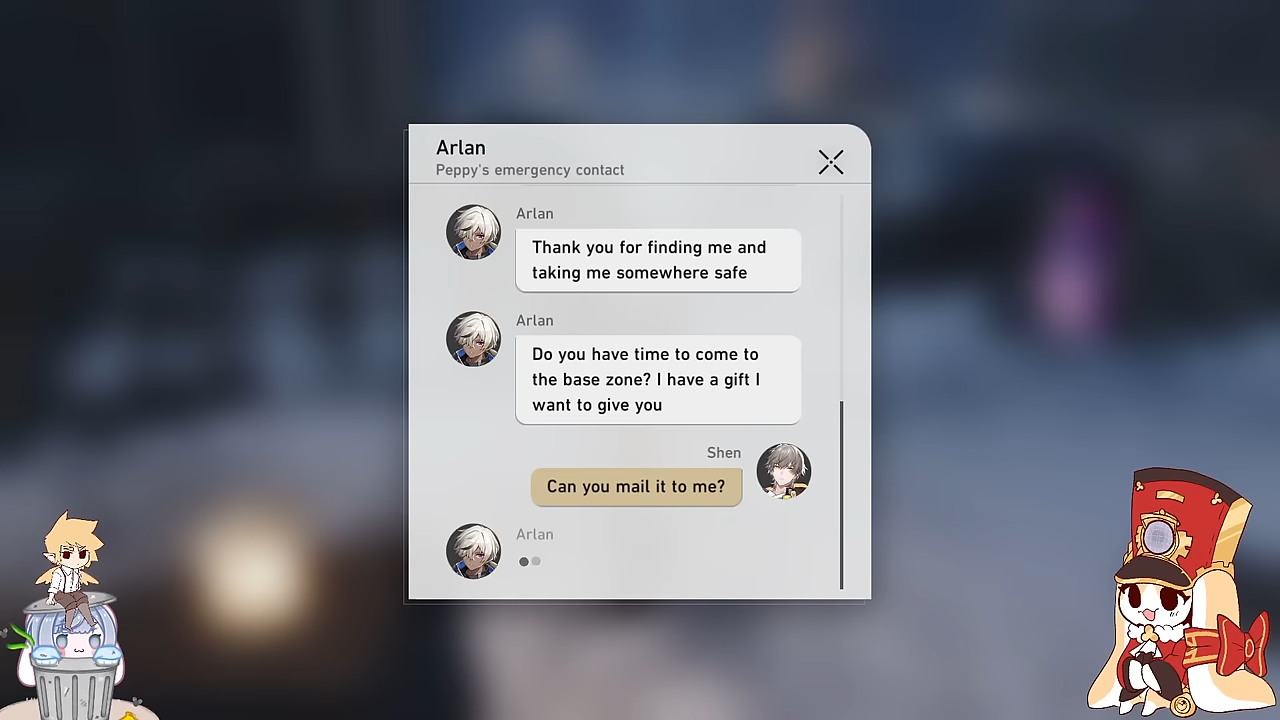 Arlan
Peppy's emergency contact
Arlan
Thank you for finding me and
taking me somewhere safe
Arlan
Do you have time to come to
the base zone? I have a gift I
want to give you
Shen
Can you mail it to me?
Arlan